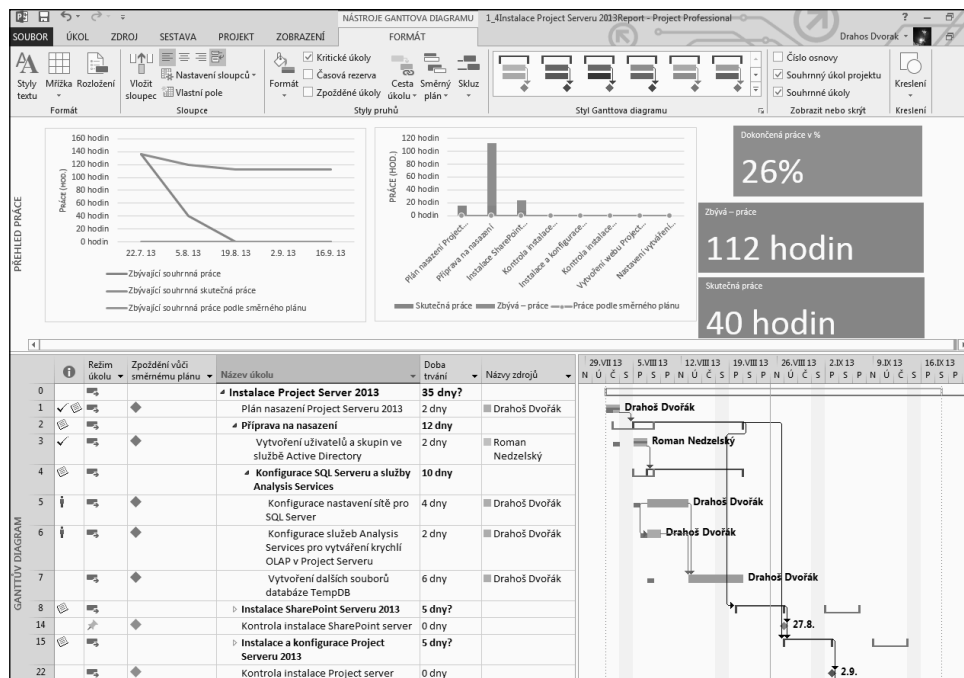 NÁSTROJE GANTTOVA DIAGRAMU 1_4Instalace Project Serveru 2013Report - Project Professional
SOUBOR ÚKOL ZDROJ SESTAVA PROJEKT ZOBRAZENÍ FORMÁT Drahos Dvorak
Styly textu
Mřížka
Rozložení
Formát
Vložit sloupec
Nastavení sloupců
Vlastní pole
Sloupce
Formát
Kritické úkoly
Časová rezerva
Zpožděné úkoly
Cesta úkolu
Směrný plán
Skluz
Styly pruhů
Styl Ganttova diagramu
Číslo osnovy
Souhrnný úkol projektu
Souhrnné úkoly
Zobrazit nebo skrýt
Kreslení
Kreslení
PŘEHLED PRÁCE
PRÁCE (HOD.)
160 hodin
140 hodin
120 hodin
100 hodin
80 hodin
60 hodin
40 hodin
20 hodin
0 hodin
22.7. 13 5.8. 13 19.8. 13 2.9. 13 16.9. 13
Zbývající souhrnná práce
Zbývající souhrnná skutečná práce
Zbývající souhrnná práce podle směrného plánu
PRÁCE (HOD.)
120 hodin
100 hodin
80 hodin
60 hodin
40 hodin
20 hodin
0 hodin
Plán nasazení Project...
Příprava na nasazení
Instalace SharePoint...
Kontrola instalace...
Instalace a konfigurace...
Kontrola instalace...
Vytvoření webu Project...
Nastavení vytváření...
Skutečná práce Zbývá – práce Práce podle směrného plánu
Dokončená práce v %
26%
Zbývá – práce
112 hodin
Skutečná práce
40 hodin
GANTTŮV DIAGRAM
Režim úkolu
Zpoždění vůči směrnému plánu
Název úkolu
Doba trvání
Názvy zdrojů
29.VII 13 5.VIII 13 12.VIII 13 19.VIII 13 26.VIII 13 2.IX 13 9.IX 13 16.IX 13
N Ú Č S P S P N Ú Č S P S P N Ú Č S P S P N Ú Č S P
0 Instalace Project Server 2013 35 dny?
1 Plán nasazení Project Serveru 2013 2 dny Drahoš Dvořák
Drahoš Dvořák
2 Příprava na nasazení 12 dny
3 Vytvoření uživatelů a skupin ve
službě Active Directory
2 dny Roman
Nedzelský
Roman Nedzelský
4 Konfigurace SQL Serveru a služby
Analysis Services
10 dny
5 Konfigurace nastavení sítě pro
SQL Server
4 dny Drahoš Dvořák
Drahoš Dvořák
6 Konfigurace služeb Analysis
Services pro vytváření krychlí
OLAP v Project Serveru
2 dny Drahoš Dvořák
Drahoš Dvořák
7 Vytvoření dalších souborů
databáze TempDB
6 dny Drahoš Dvořák
Drahoš Dvořák
8 Instalace SharePoint Serveru 2013 5 dny?
14 Kontrola instalace SharePoint server 0 dny
27.8.
15 Instalace a konfigurace Project
Serveru 2013
5 dny?
22 Kontrola instalace Project server 0 dny
2.9.